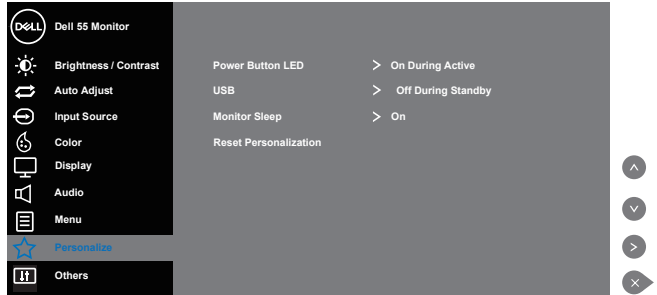 DELL
Dell 55 Monitor
Brightness / Contrast
Auto Adjust
Input Source
Color
Display
Audio
Menu
Personalize
Others
Power Button LED > On During Active
USB > Off During Standby
Monitor Sleep > On
Reset Personalization